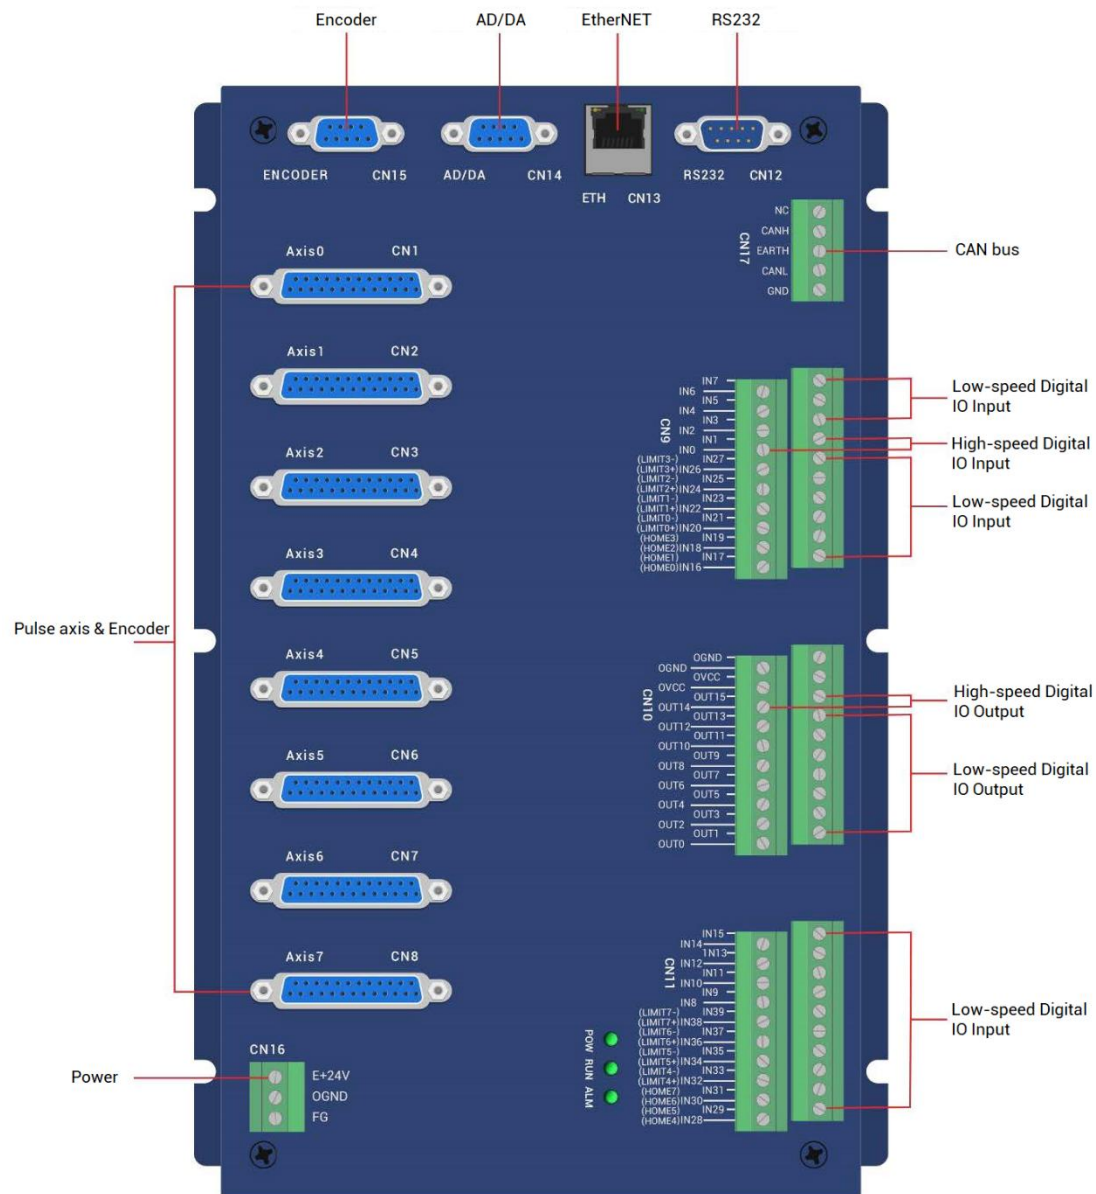 Encoder
AD/DA
EtherNET
RS232
ENCODER CN15
AD/DA CN14
ETH CN13
RS232 CN12
NC
CANH
EARTH
CANL
GND
CN17
CAN bus
Axis0 CN1
Axis1 CN2
Axis2 CN3
Axis3 CN4
Axis4 CN5
Axis5 CN6
Axis6 CN7
Axis7 CN8
Pulse axis & Encoder
CN9
IN7
IN6
IN5
IN4
IN3
IN2
IN1
IN0
(LIMIT3-) IN27
(LIMIT3+) IN26
(LIMIT2-) IN25
(LIMIT2+) IN24
(LIMIT1-) IN23
(LIMIT1+) IN22
(LIMIT0-) IN21
(LIMIT0+) IN20
(HOME3) IN19
(HOME2) IN18
(HOME1) IN17
(HOME0) IN16
Low-speed Digital
IO Input
High-speed Digital
IO Input
Low-speed Digital
IO Input
CN10
OGND
OGND
OVCC
OVCC
OUT15
OUT14
OUT13
OUT12
OUT11
OUT10
OUT9
OUT8
OUT7
OUT6
OUT5
OUT4
OUT3
OUT2
OUT1
OUT0
High-speed Digital
IO Output
Low-speed Digital
IO Output
CN11
IN15
IN14
1N13
IN12
IN11
IN10
IN9
IN8
(LIMIT7-) IN39
(LIMIT7+) IN38
(LIMIT6-) IN37
(LIMIT6+) IN36
(LIMIT5-) IN35
(LIMIT5+) IN34
(LIMIT4-) IN33
(LIMIT4+) IN32
(HOME7) IN31
(HOME6) IN30
(HOME5) IN29
(HOME4) IN28
Low-speed Digital
IO Input
POW RUN ALM
CN16
Power
E+24V
OGND
FG